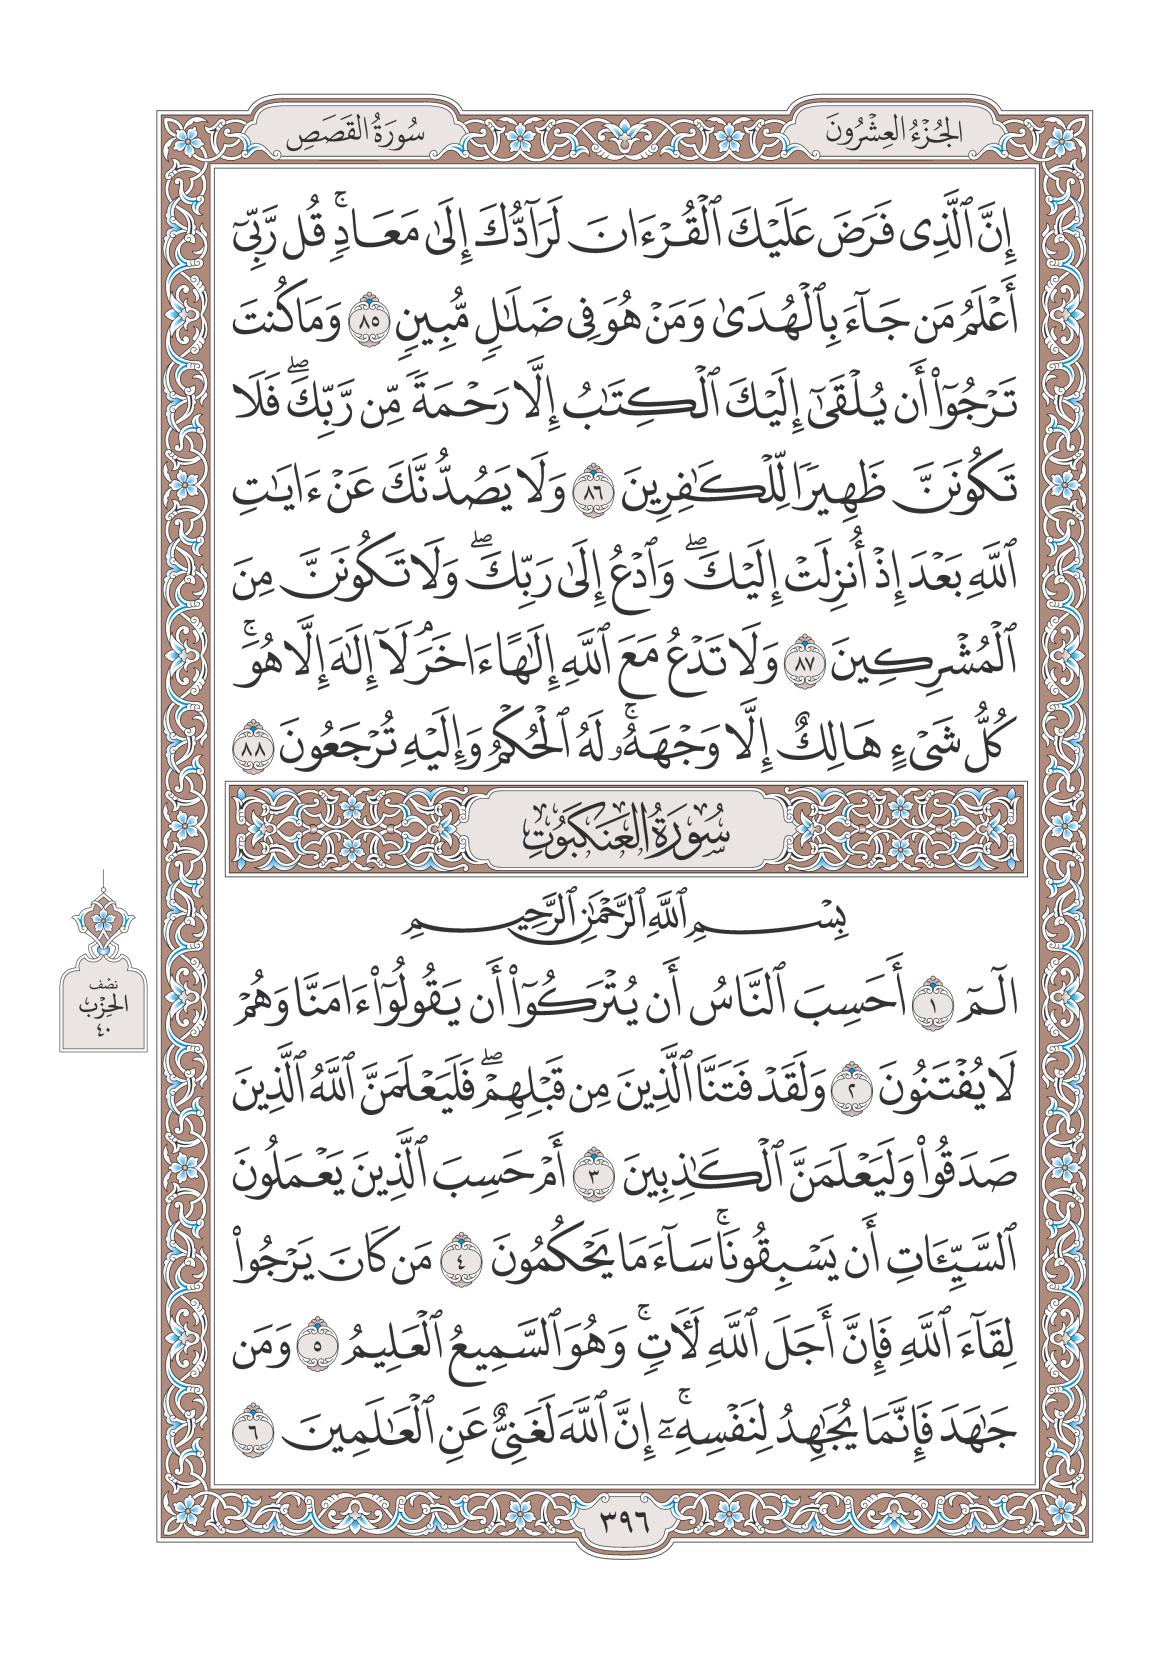 الجُزْءُ العِشْرُونَ
سُورَةُ القَصَصِ
إِنَّ ٱلَّذِى فَرَضَ عَلَيْكَ ٱلْقُرْءَانَ لَرَآدُّكَ إِلَىٰ مَعَادٍۚ قُل رَّبِّىٓ
أَعْلَمُ مَن جَآءَ بِٱلْهُدَىٰ وَمَنْ هُوَ فِى ضَلَٰلٍ مُّبِينٍ ٨٥ وَمَا كُنتَ
تَرْجُوٓا۟ أَن يُلْقَىٰٓ إِلَيْكَ ٱلْكِتَٰبُ إِلَّا رَحْمَةً مِّن رَّبِّكَۖ فَلَا
تَكُونَنَّ ظَهِيرًا لِّلْكَٰفِرِينَ ٨٦ وَلَا يَصُدُّنَّكَ عَنْ ءَايَٰتِ
ٱللَّهِ بَعْدَ إِذْ أُنزِلَتْ إِلَيْكَۖ وَٱدْعُ إِلَىٰ رَبِّكَۖ وَلَا تَكُونَنَّ مِنَ
ٱلْمُشْرِكِينَ ٨٧ وَلَا تَدْعُ مَعَ ٱللَّهِ إِلَٰهًا ءَاخَرَۘ لَآ إِلَٰهَ إِلَّا هُوَۚ
كُلُّ شَىْءٍ هَالِكٌ إِلَّا وَجْهَهُۥۚ لَهُ ٱلْحُكْمُ وَإِلَيْهِ تُرْجَعُونَ ٨٨
سُورَةُ العَنكَبُوتِ
بِسْمِ ٱللَّهِ ٱلرَّحْمَٰنِ ٱلرَّحِيمِ
الٓمٓ ١ أَحَسِبَ ٱلنَّاسُ أَن يُتْرَكُوٓا۟ أَن يَقُولُوٓا۟ ءَامَنَّا وَهُمْ
لَا يُفْتَنُونَ ٢ وَلَقَدْ فَتَنَّا ٱلَّذِينَ مِن قَبْلِهِمْۖ فَلَيَعْلَمَنَّ ٱللَّهُ ٱلَّذِينَ
صَدَقُوا۟ وَلَيَعْلَمَنَّ ٱلْكَٰذِبِينَ ٣ أَمْ حَسِبَ ٱلَّذِينَ يَعْمَلُونَ
ٱلسَّيِّـَٔاتِ أَن يَسْبِقُونَاۚ سَآءَ مَا يَحْكُمُونَ ٤ مَن كَانَ يَرْجُوا۟
لِقَآءَ ٱللَّهِ فَإِنَّ أَجَلَ ٱللَّهِ لَـَٔاتٍۚ وَهُوَ ٱلسَّمِيعُ ٱلْعَلِيمُ ٥ وَمَن
جَٰهَدَ فَإِنَّمَا يُجَٰهِدُ لِنَفْسِهِۦٓۚ إِنَّ ٱللَّهَ لَغَنِىٌّ عَنِ ٱلْعَٰلَمِينَ ٦
نصْف
الحِزْب
٤٠
٣٩٦